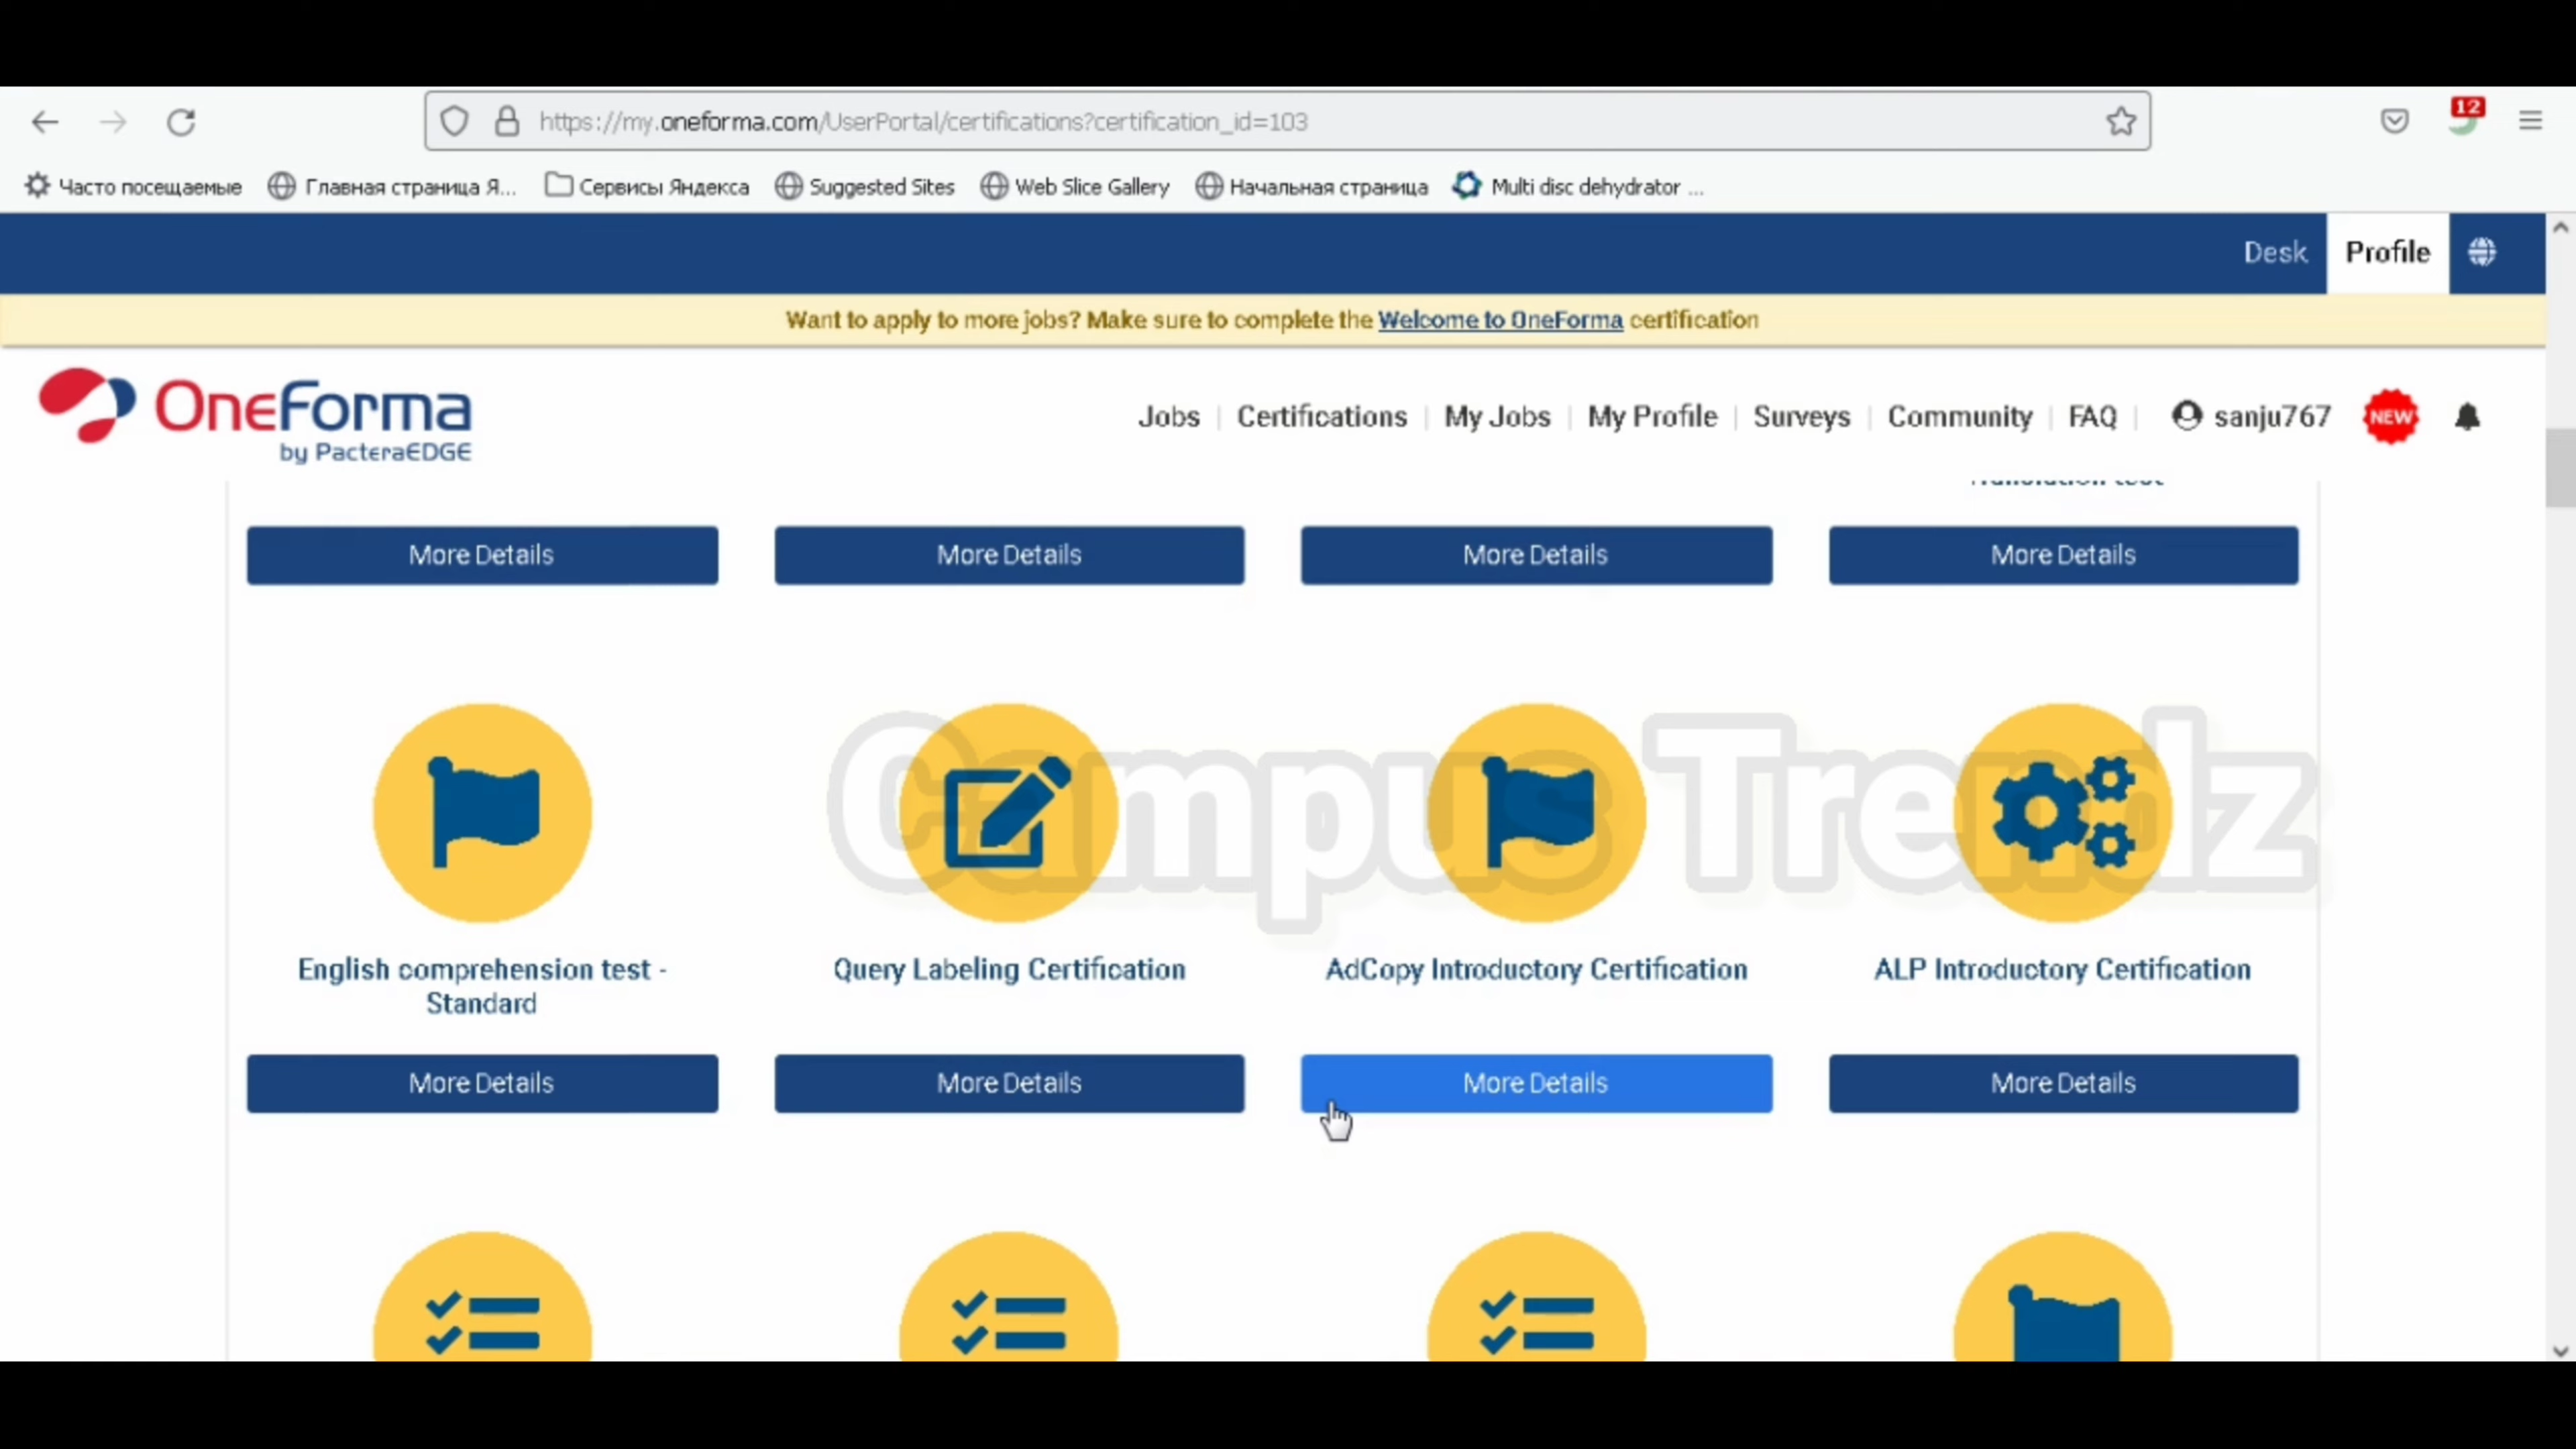 https://my.oneforma.com/UserPortal/certifications?certification_id=103
12
Часто посещаемые
Главная страница Я...
Сервисы Яндекса
Suggested Sites
Web Slice Gallery
Начальная страница
Multi disc dehydrator ...
Desk
Profile
Want to apply to more jobs? Make sure to complete the Welcome to OneForma certification
OneForma
by PacteraEDGE
Jobs
Certifications
My Jobs
My Profile
Surveys
Community
FAQ
sanju767
NEW
More Details
More Details
More Details
More Details
Campus Trendz
English comprehension test -
Standard
Query Labeling Certification
AdCopy Introductory Certification
ALP Introductory Certification
More Details
More Details
More Details
More Details